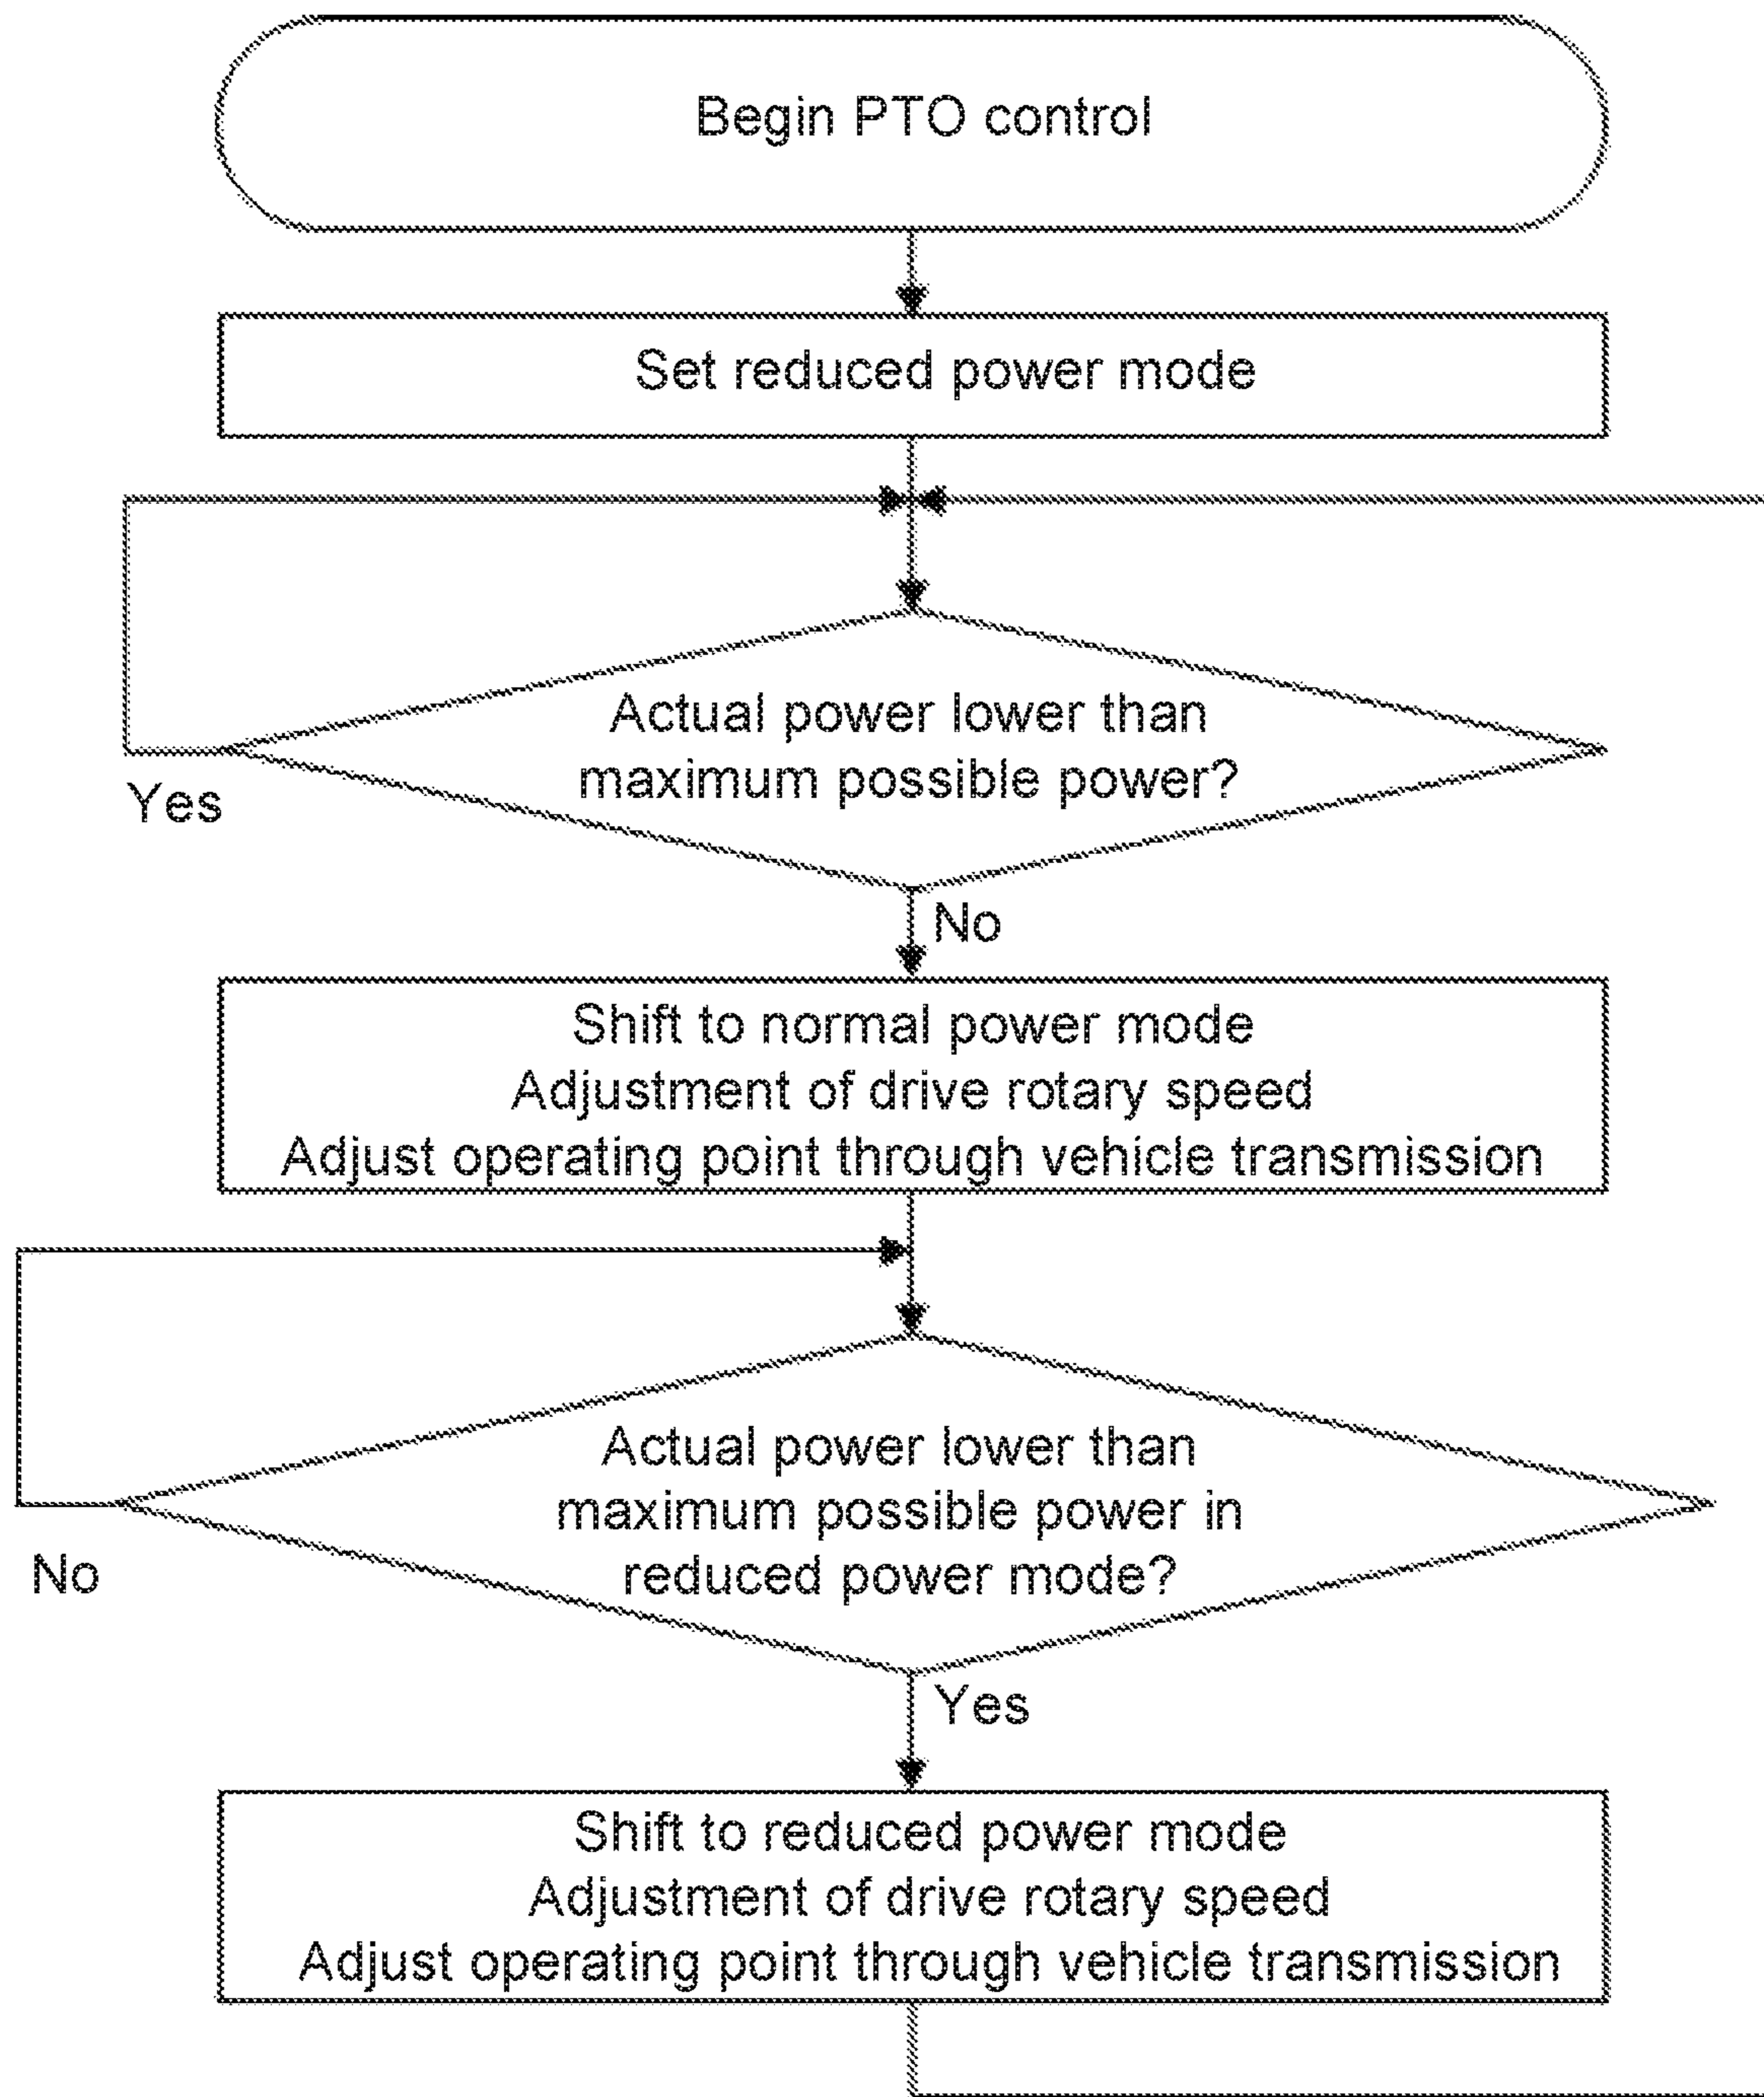 Begin PTO control
Set reduced power mode
Actual power lower than
maximum possible power?
Yes
No
Shift to normal power mode
Adjustment of drive rotary speed
Adjust operating point through vehicle transmission
Actual power lower than
maximum possible power in
reduced power mode?
No
Yes
Shift to reduced power mode
Adjustment of drive rotary speed
Adjust operating point through vehicle transmission